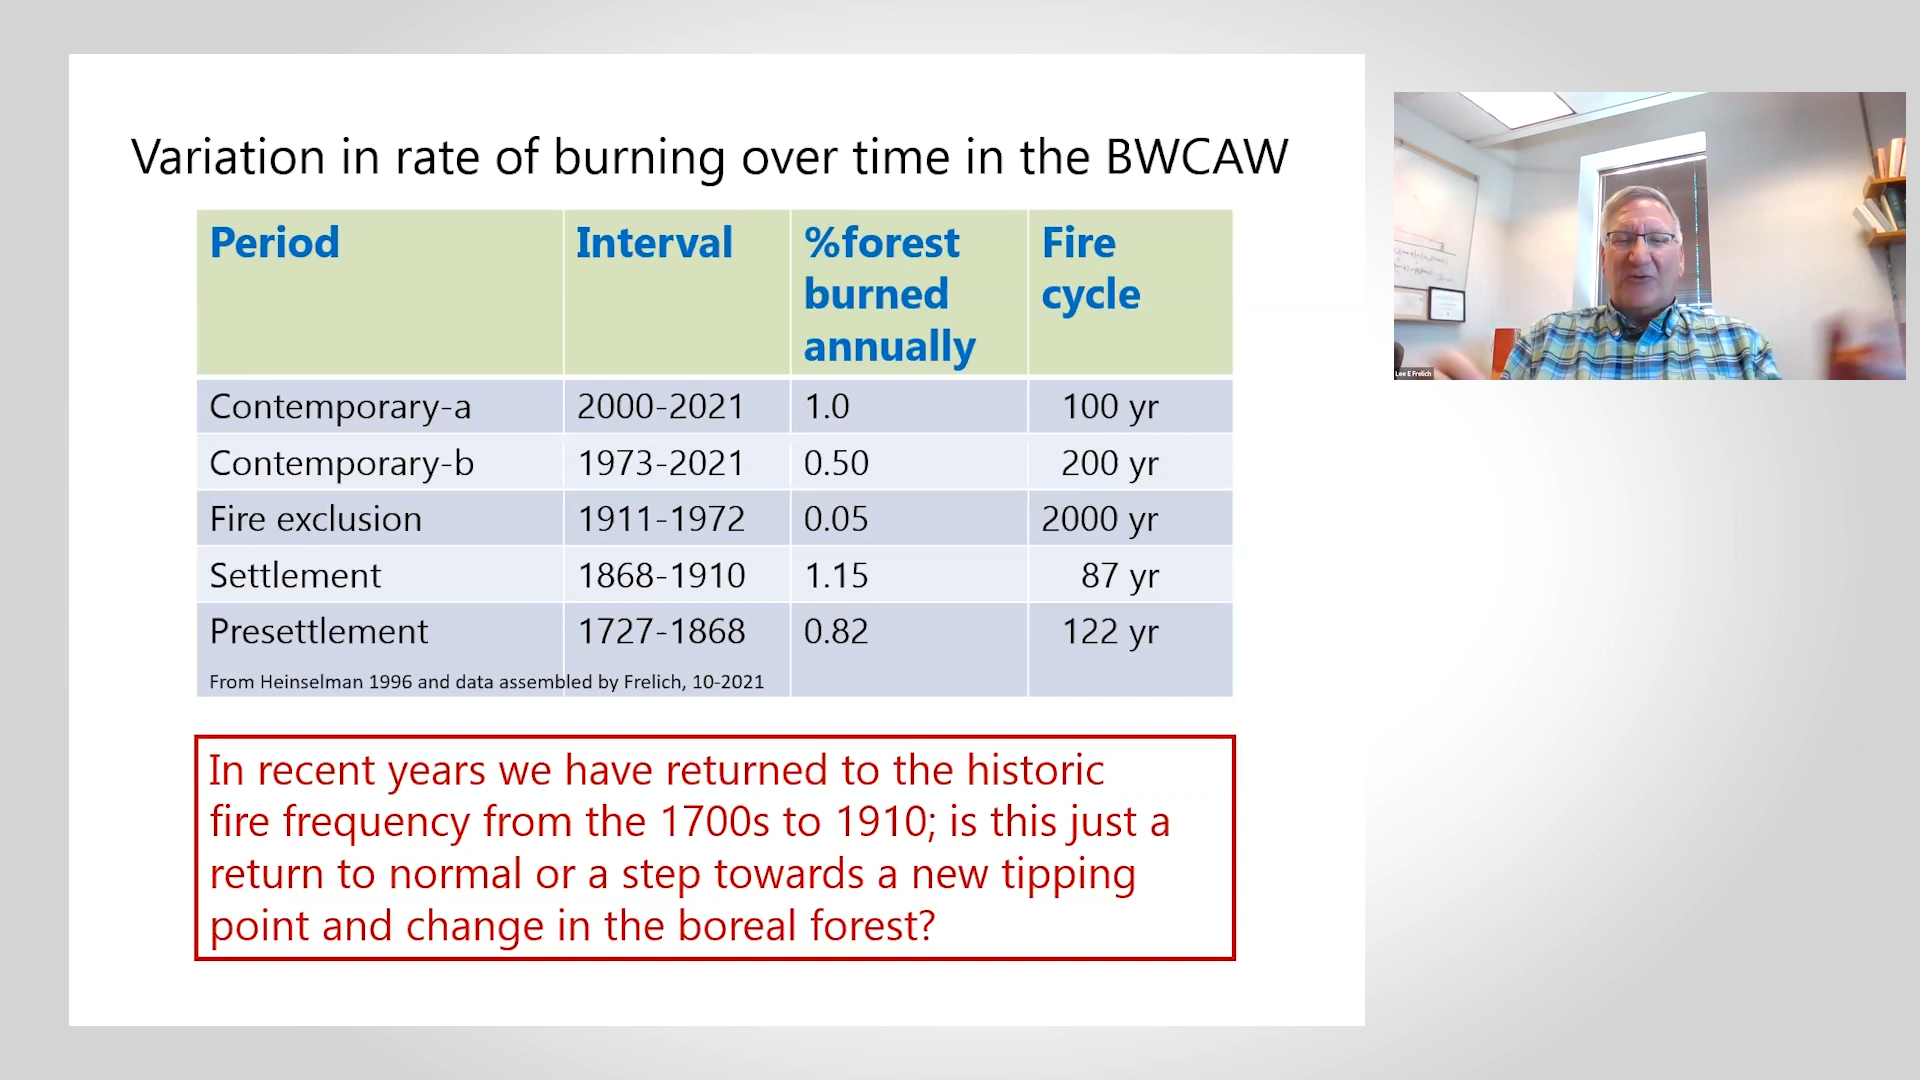 Variation in rate of burning over time in the BWCAW
Period Interval %forest burned annually Fire cycle
Contemporary-a 2000-2021 1.0 100 yr
Contemporary-b 1973-2021 0.50 200 yr
Fire exclusion 1911-1972 0.05 2000 yr
Settlement 1868-1910 1.15 87 yr
Presettlement 1727-1868 0.82 122 yr
From Heinselman 1996 and data assembled by Frelich, 10-2021
In recent years we have returned to the historic
fire frequency from the 1700s to 1910; is this just a
return to normal or a step towards a new tipping
point and change in the boreal forest?
Lee E Frelich